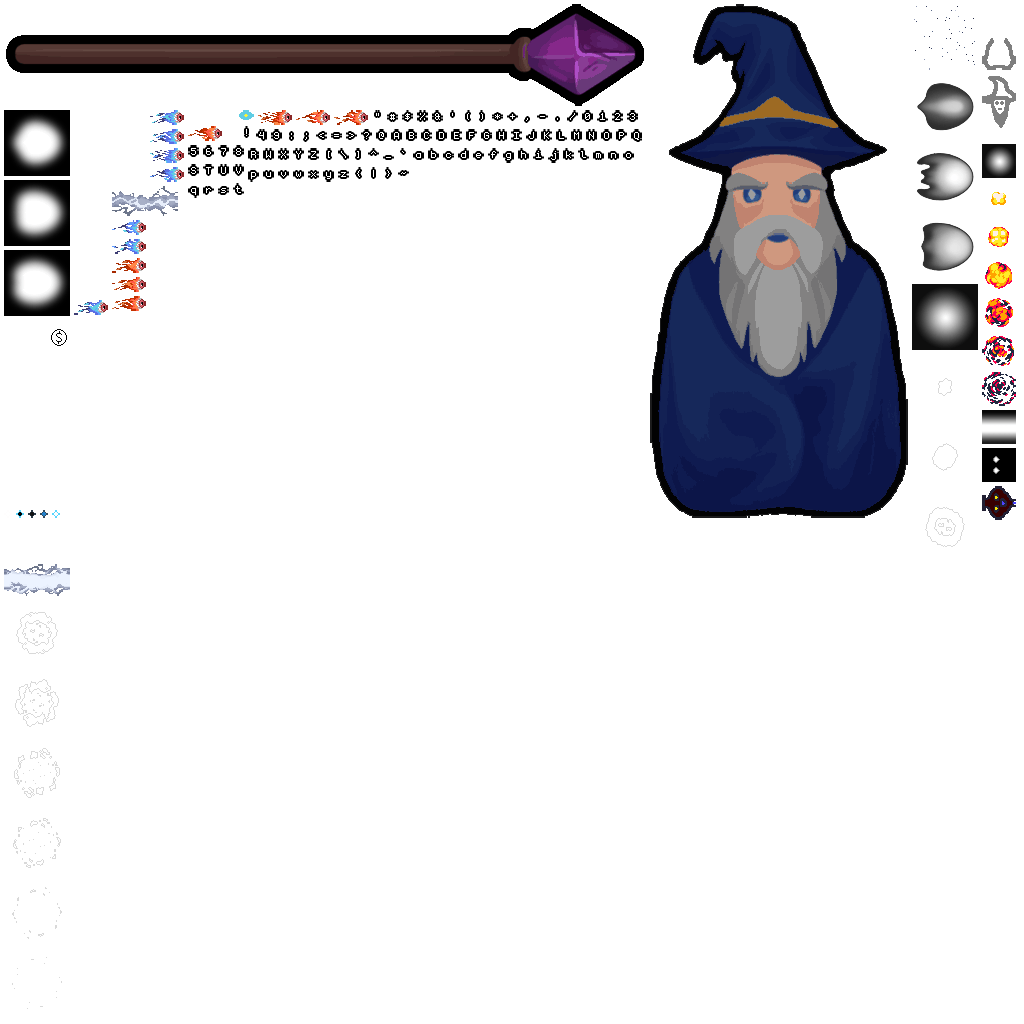 " # $ % & ' ( ) * + , - . / 0 1 2 3
! 4 9 : ; < = > ? @ A B C D E F G H I J K L M N O P Q
5 6 7 8 R W X Y Z [ \ ] ^ _ ` a b c d e f g h i j k l m n o
S T U V p u v w x y z { | } ~
q r s t
$